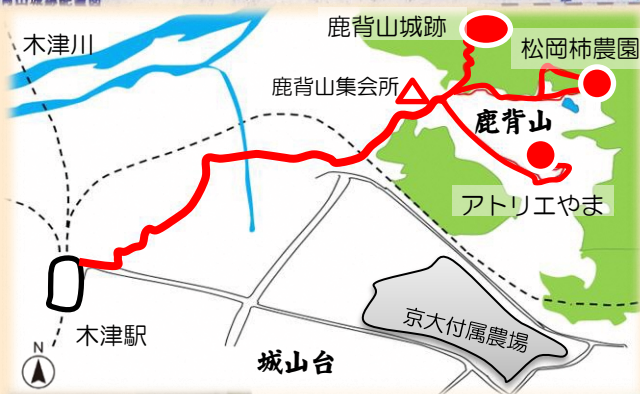 鹿背山城跡
木津川
松岡柿農園
鹿背山集会所
鹿背山
アトリエやま
京大付属農場
木津駅
城山台
N